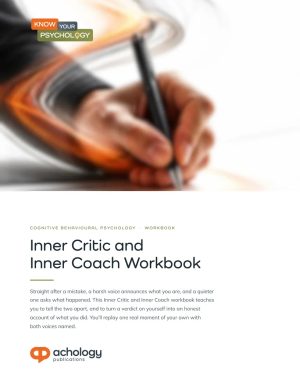 KNOW YOUR
PSYCHOLOGY
COGNITIVE BEHAVIOURAL PSYCHOLOGY · WORKBOOK
Inner Critic and
Inner Coach Workbook
Straight after a mistake, a harsh voice announces what you are, and a quieter
one asks what happened. This Inner Critic and Inner Coach workbook teaches
you to tell the two apart, and to turn a verdict on yourself into an honest
account of what you did. You'll replay one real moment of your own with
both voices named.
achology
publications